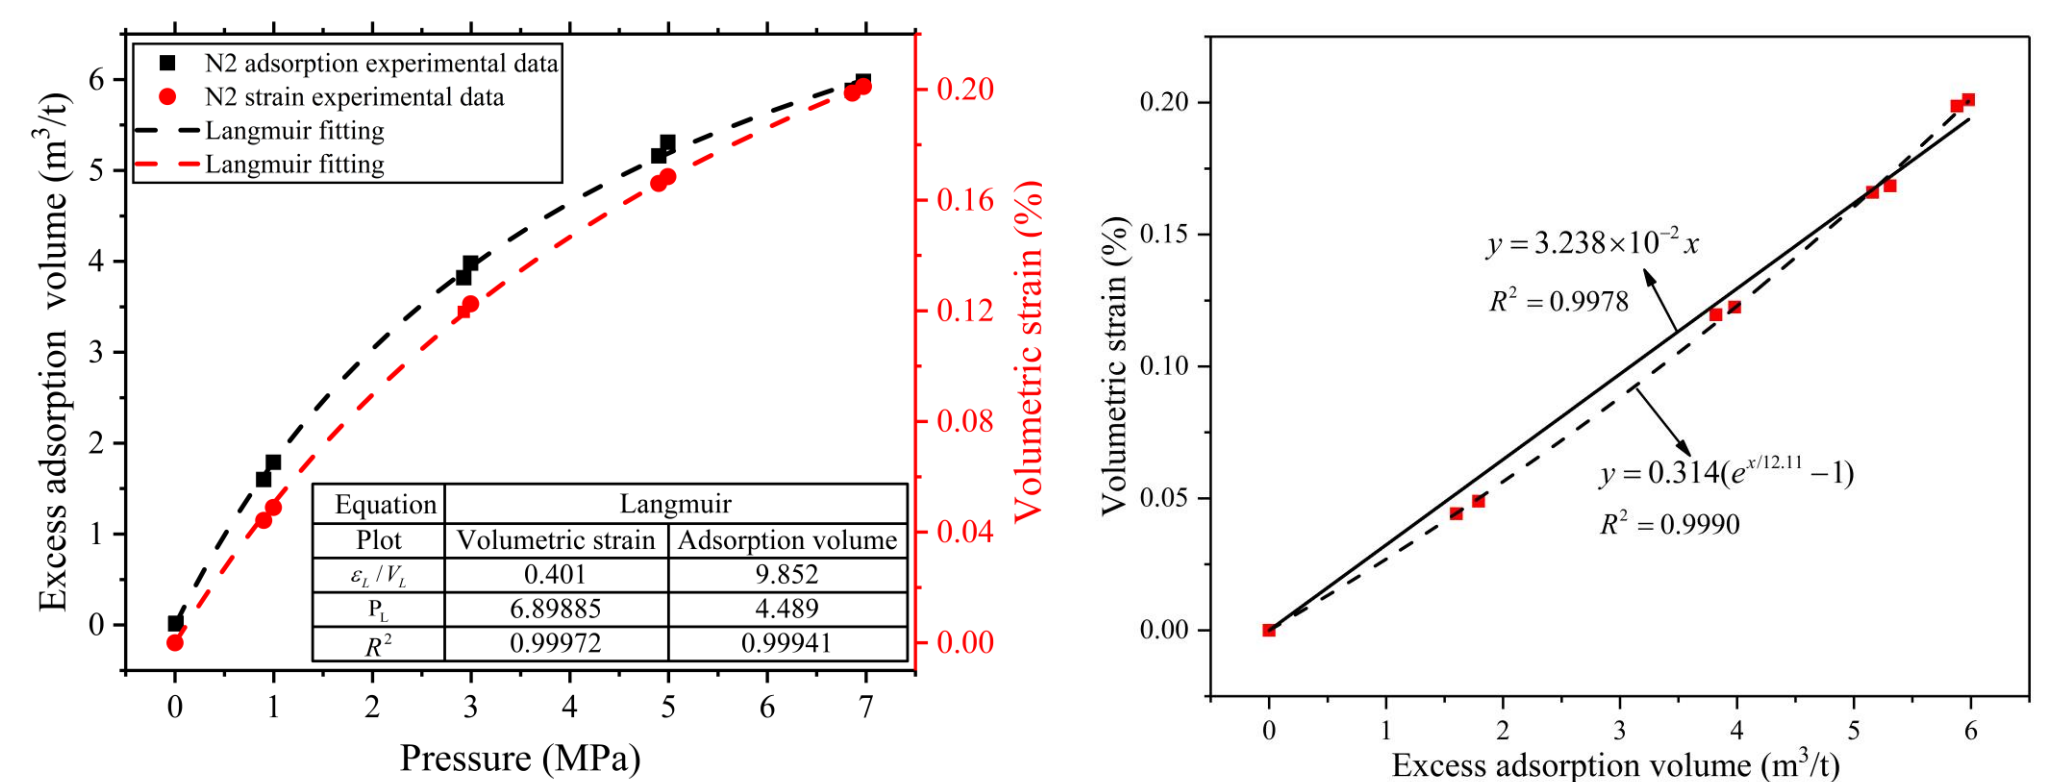 N2 adsorption experimental data
N2 strain experimental data
Langmuir fitting
Langmuir fitting
Excess adsorption volume (m³/t)
6
5
4
3
2
1
0
0.20
0.16
0.12
0.08
0.04
0.00
Volumetric strain (%)
Equation Langmuir
Plot Volumetric strain Adsorption volume
ε_L /V_L 0.401 9.852
P_L 6.89885 4.489
R² 0.99972 0.99941
0 1 2 3 4 5 6 7
Pressure (MPa)
Volumetric strain (%)
0.20
0.15
0.10
0.05
0.00
y = 3.238×10⁻² x
R² = 0.9978
y = 0.314(e^{x/12.11} −1)
R² = 0.9990
0 1 2 3 4 5 6
Excess adsorption volume (m³/t)